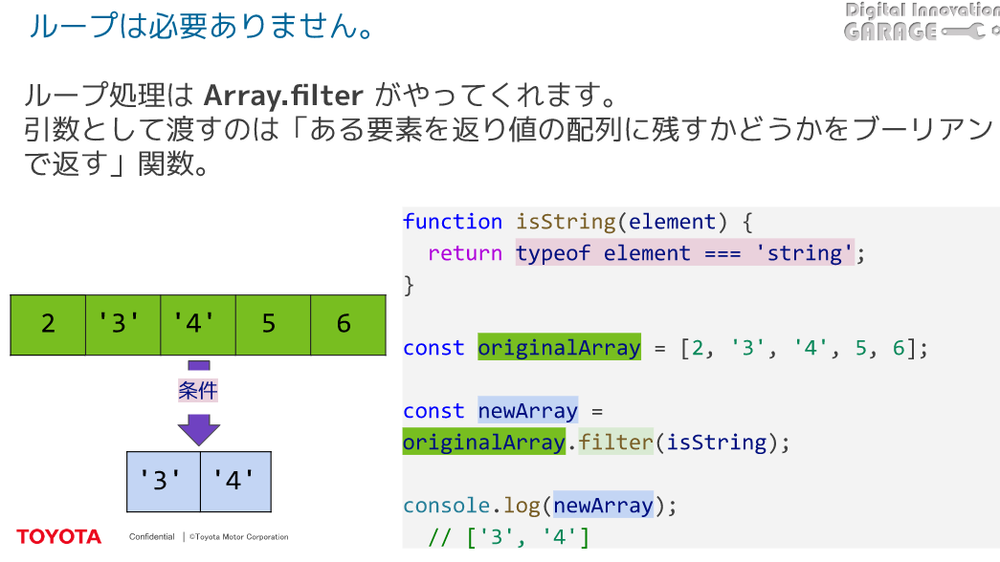 ループは必要ありません。
Digital Innovation
GARAGE
ループ処理は Array.filter がやってくれます。
引数として渡すのは「ある要素を返り値の配列に残すかどうかをブーリアン
で返す」関数。
function isString(element) {
  return typeof element === 'string';
}
const originalArray = [2, '3', '4', 5, 6];
const newArray =
originalArray.filter(isString);
console.log(newArray);
  // ['3', '4']
2 '3' '4' 5 6
条件
'3' '4'
TOYOTA
Confidential | ©Toyota Motor Corporation